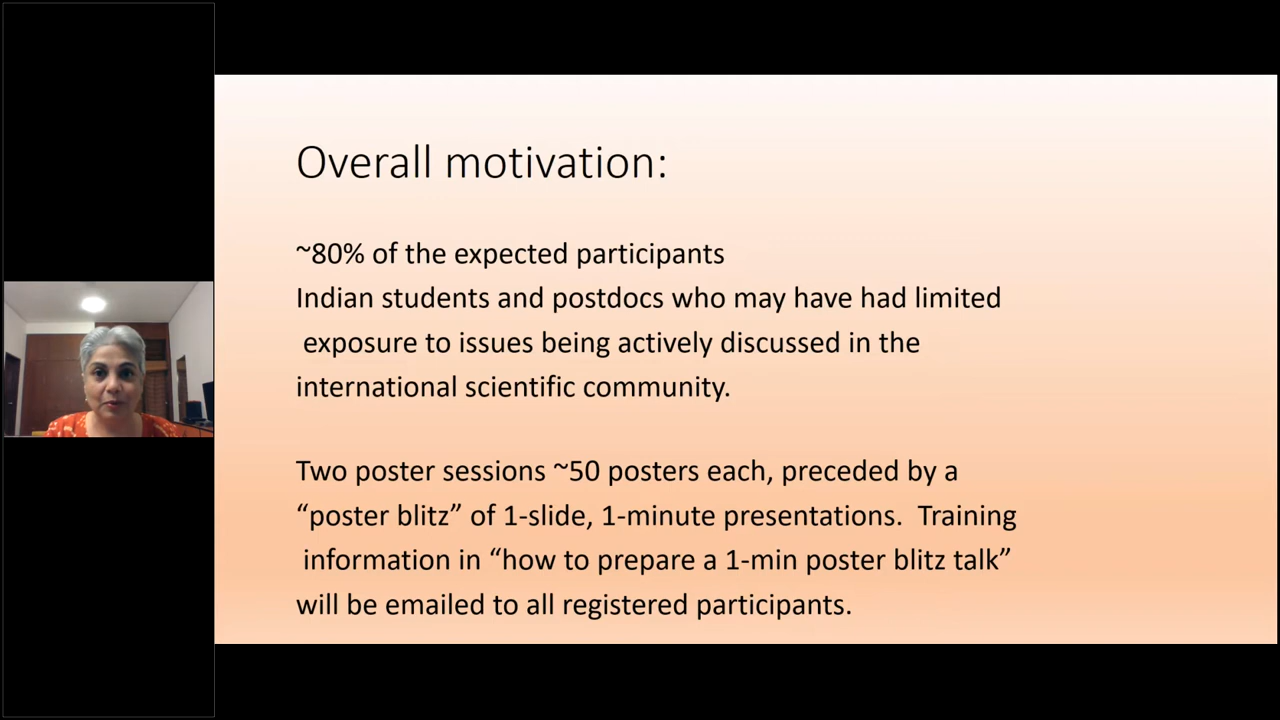 Overall motivation:
~80% of the expected participants
Indian students and postdocs who may have had limited
exposure to issues being actively discussed in the
international scientific community.
Two poster sessions ~50 posters each, preceded by a
“poster blitz” of 1-slide, 1-minute presentations. Training
information in “how to prepare a 1-min poster blitz talk”
will be emailed to all registered participants.